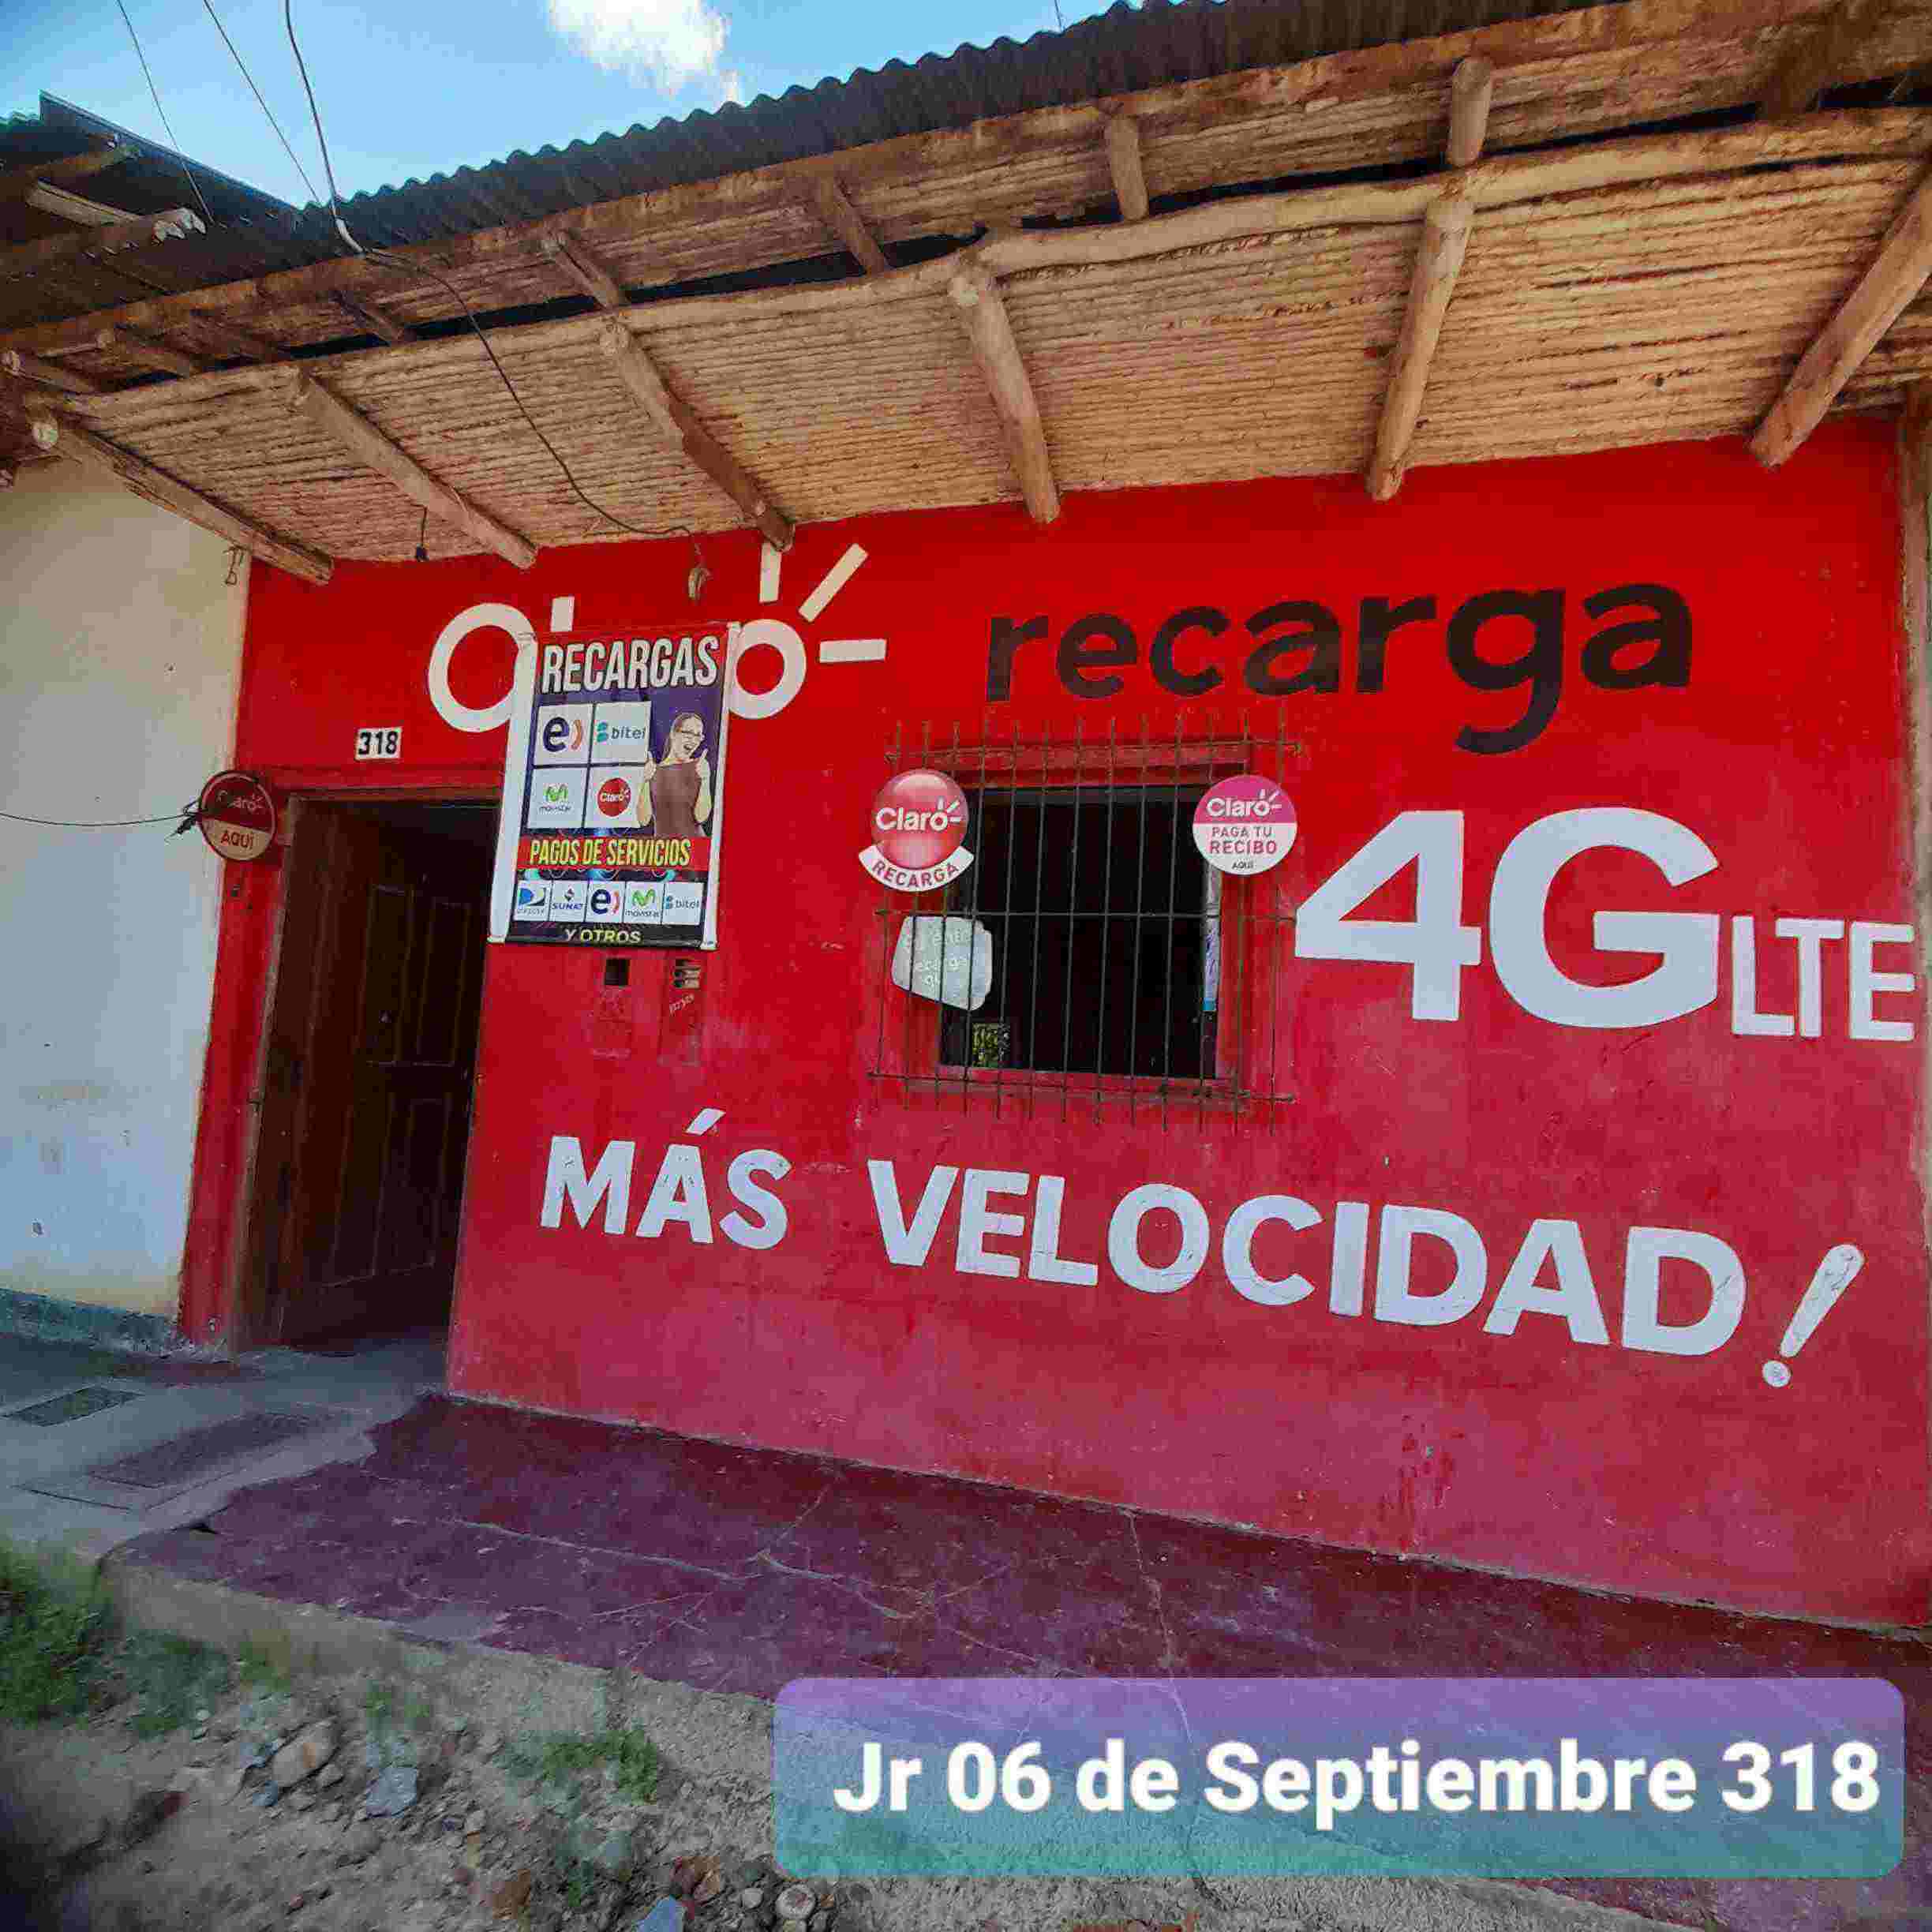 recarga
RECARGAS
318
e)
bitel
movistar
Claro
PAGOS DE SERVICIOS
DIRECTV
SUNAT
e)
movistar
bitel
Y OTROS
Claro
AQUÍ
Claro
RECARGA
Claro
PAGA TU
RECIBO
AQUÍ
4G LTE
MÁS VELOCIDAD!
Jr 06 de Septiembre 318